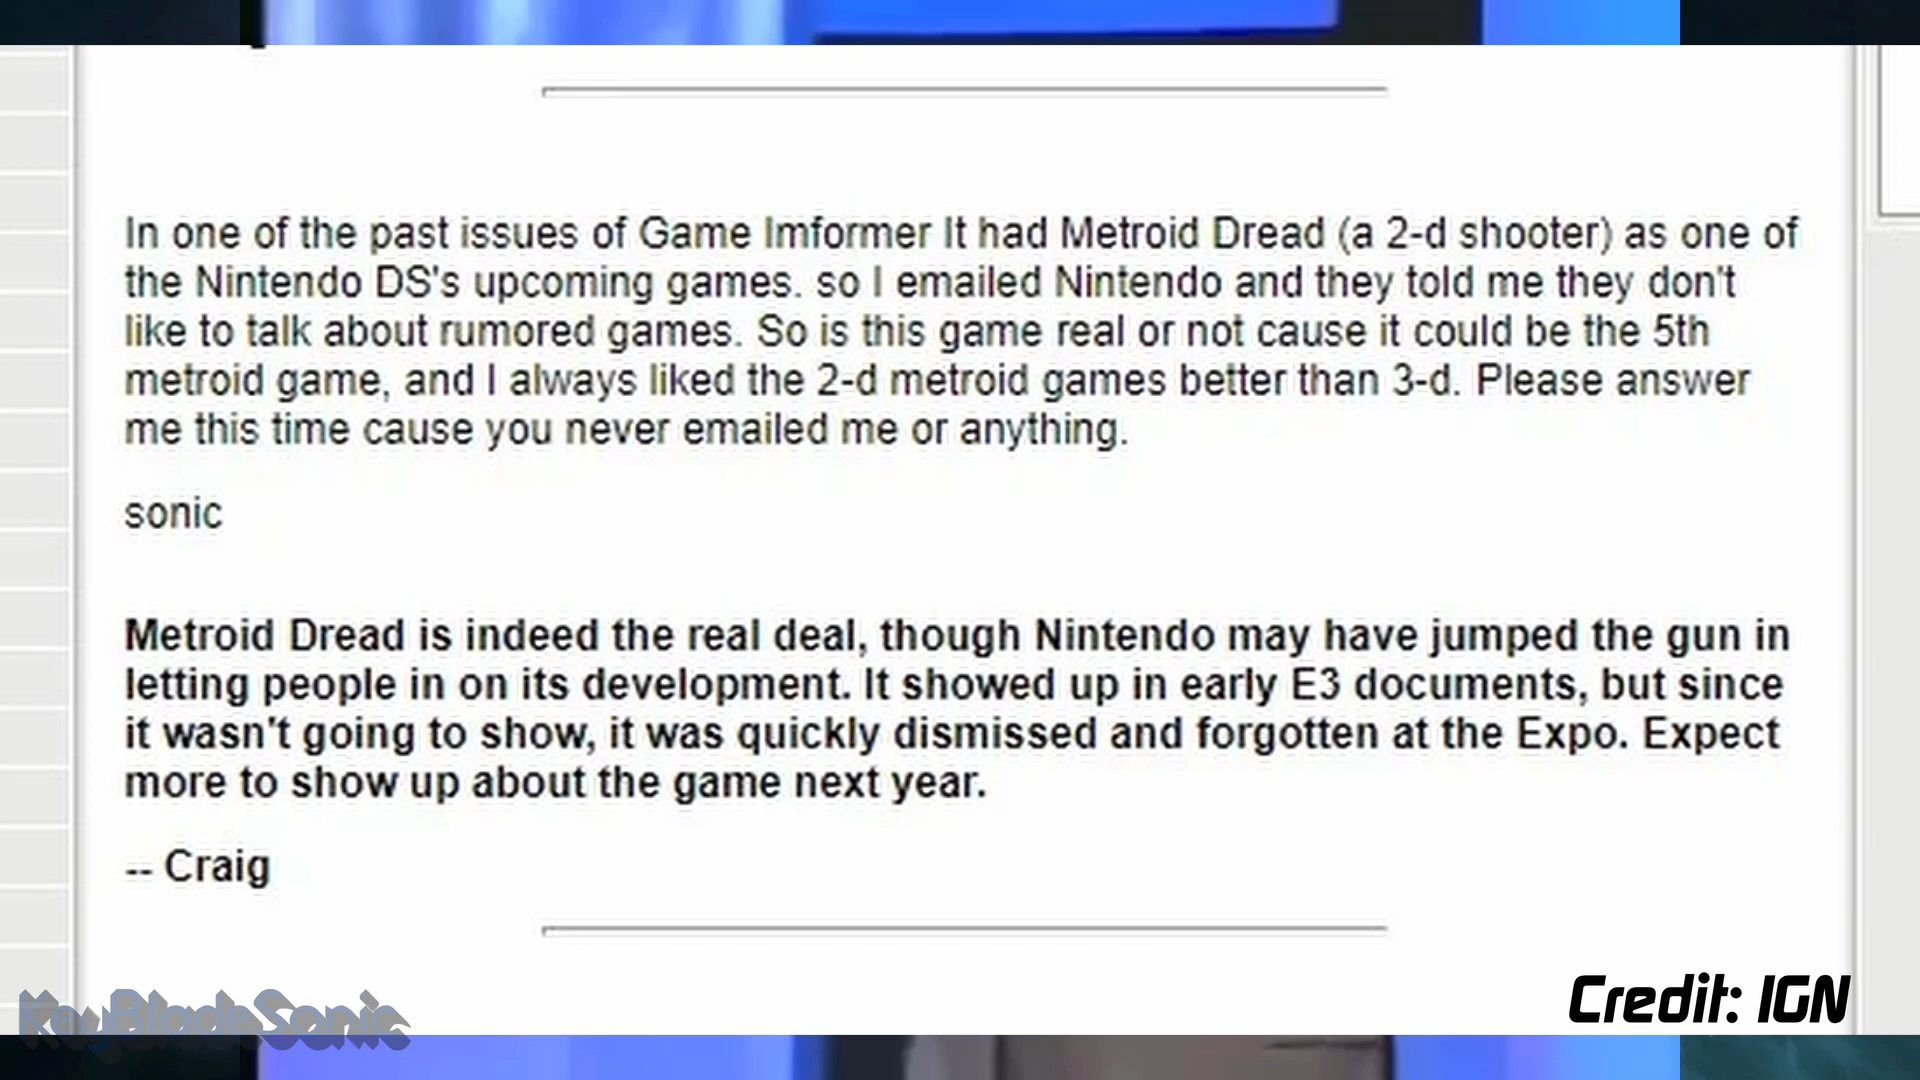 In one of the past issues of Game Imformer It had Metroid Dread (a 2-d shooter) as one of
the Nintendo DS's upcoming games. so I emailed Nintendo and they told me they don't
like to talk about rumored games. So is this game real or not cause it could be the 5th
metroid game, and I always liked the 2-d metroid games better than 3-d. Please answer
me this time cause you never emailed me or anything.
sonic
Metroid Dread is indeed the real deal, though Nintendo may have jumped the gun in
letting people in on its development. It showed up in early E3 documents, but since
it wasn't going to show, it was quickly dismissed and forgotten at the Expo. Expect
more to show up about the game next year.
-- Craig
Credit: IGN
KeyBladeSonic